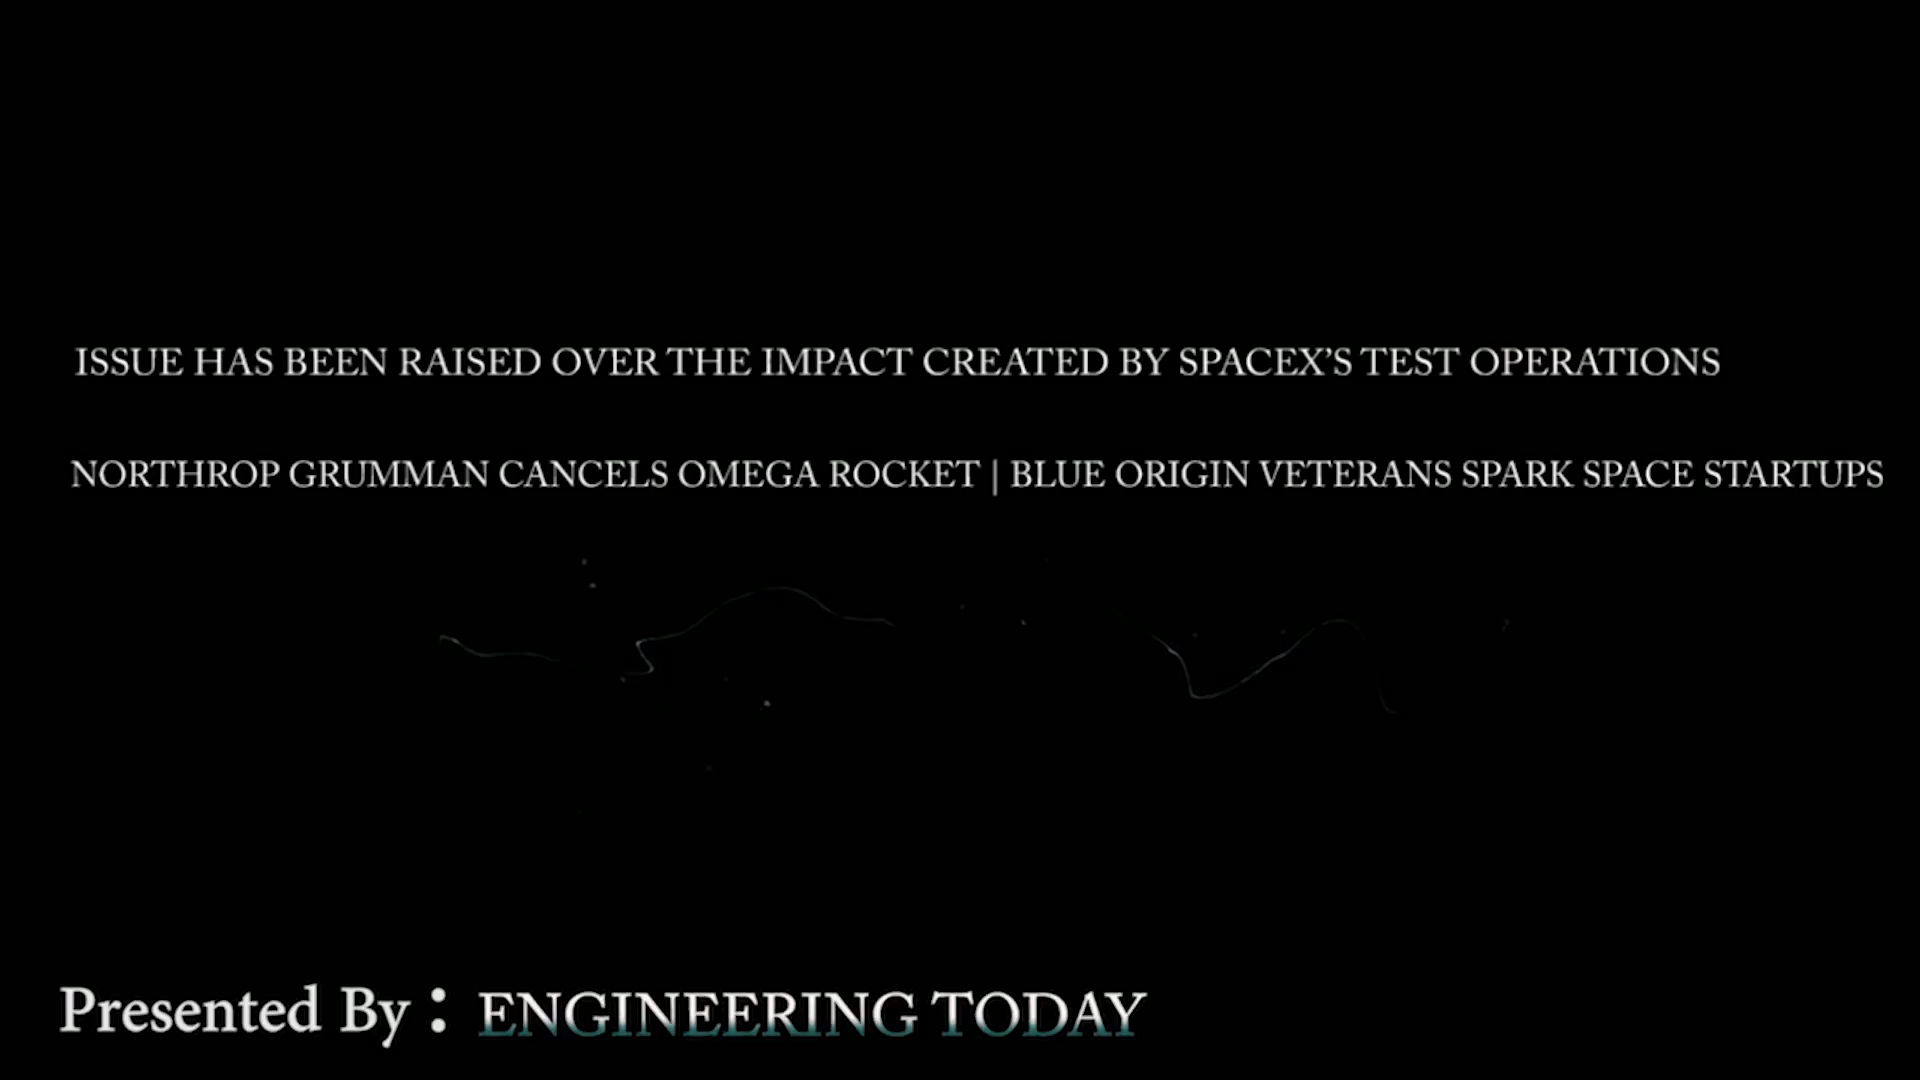 ISSUE HAS BEEN RAISED OVER THE IMPACT CREATED BY SPACEX’S TEST OPERATIONS
NORTHROP GRUMMAN CANCELS OMEGA ROCKET | BLUE ORIGIN VETERANS SPARK SPACE STARTUPS
Presented By : ENGINEERING TODAY